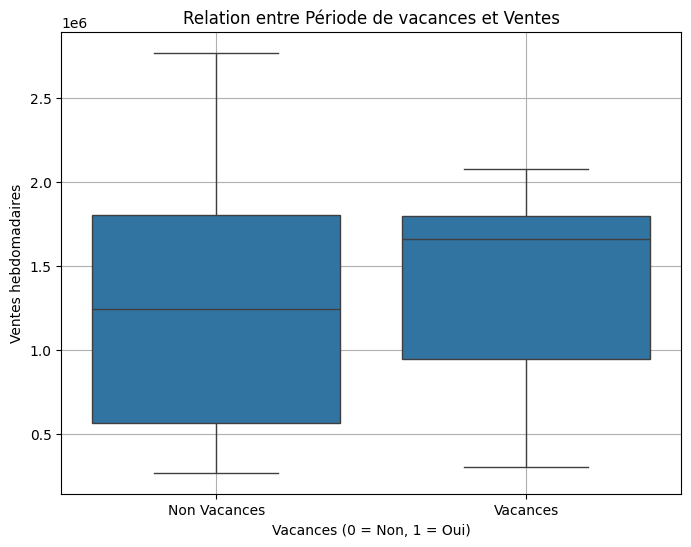 Relation entre Période de vacances et Ventes
1e6
2.5
2.0
1.5
1.0
0.5
Ventes hebdomadaires
Non Vacances
Vacances
Vacances (0 = Non, 1 = Oui)